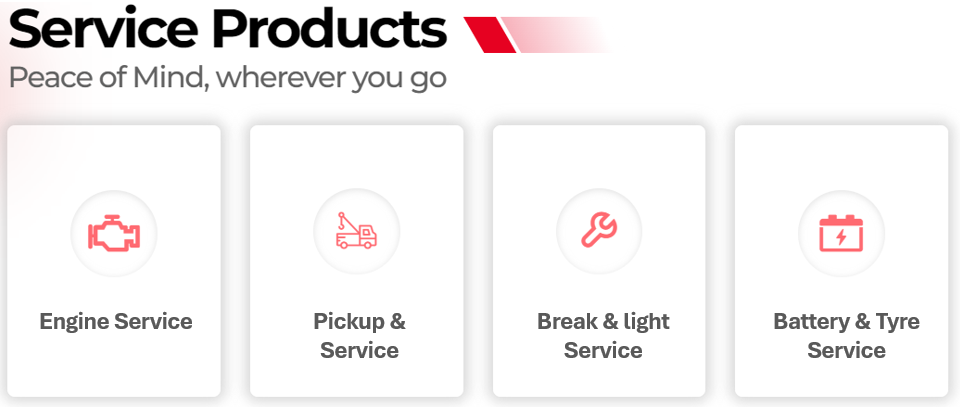 Service Products
Peace of Mind, wherever you go
Engine Service
Pickup &
Service
Break & light
Service
Battery & Tyre
Service